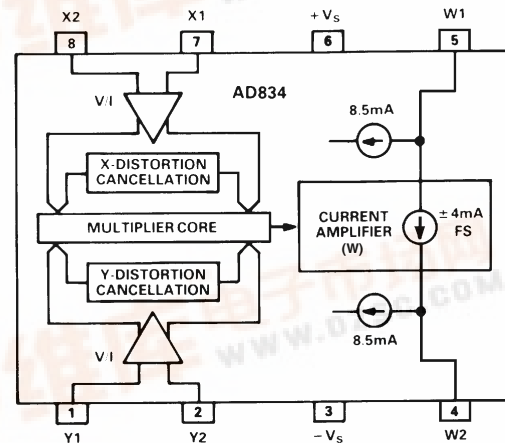 X2 X1 + VS W1
8 7 6 5
AD834
V/I
8.5mA
X-DISTORTION
CANCELLATION
MULTIPLIER CORE
CURRENT
AMPLIFIER
(W)
± 4mA
FS
Y-DISTORTION
CANCELLATION
V/I
8.5mA
1 2 3 4
Y1 Y2 − VS W2